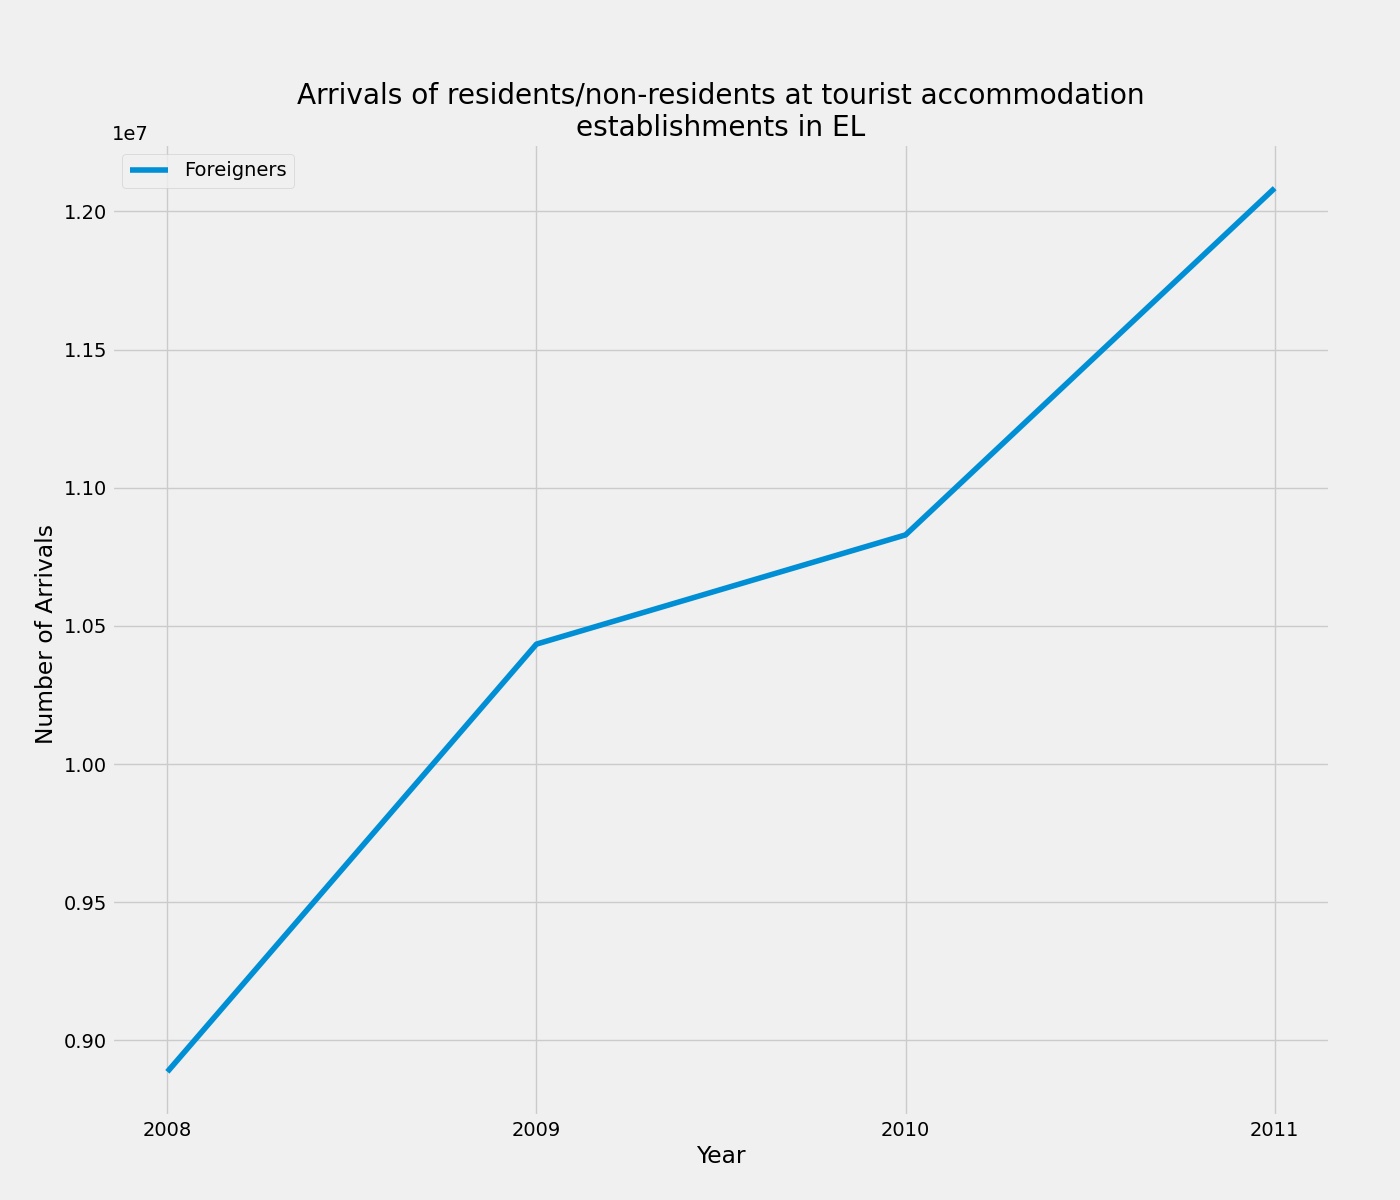 Arrivals of residents/non-residents at tourist accommodation
establishments in EL
1e7
Foreigners
1.20
1.15
1.10
1.05
1.00
0.95
0.90
Number of Arrivals
2008 2009 2010 2011
Year